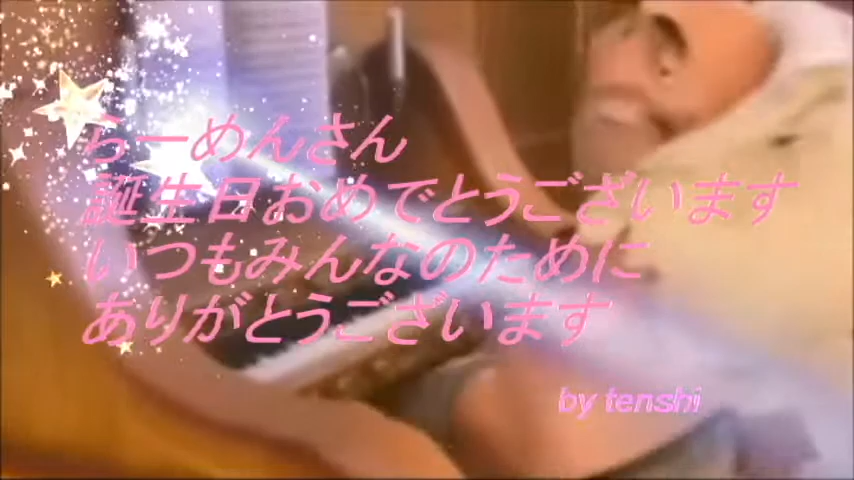 らーめんさん
誕生日おめでとうございます
いつもみんなのために
ありがとうございます
by tenshi